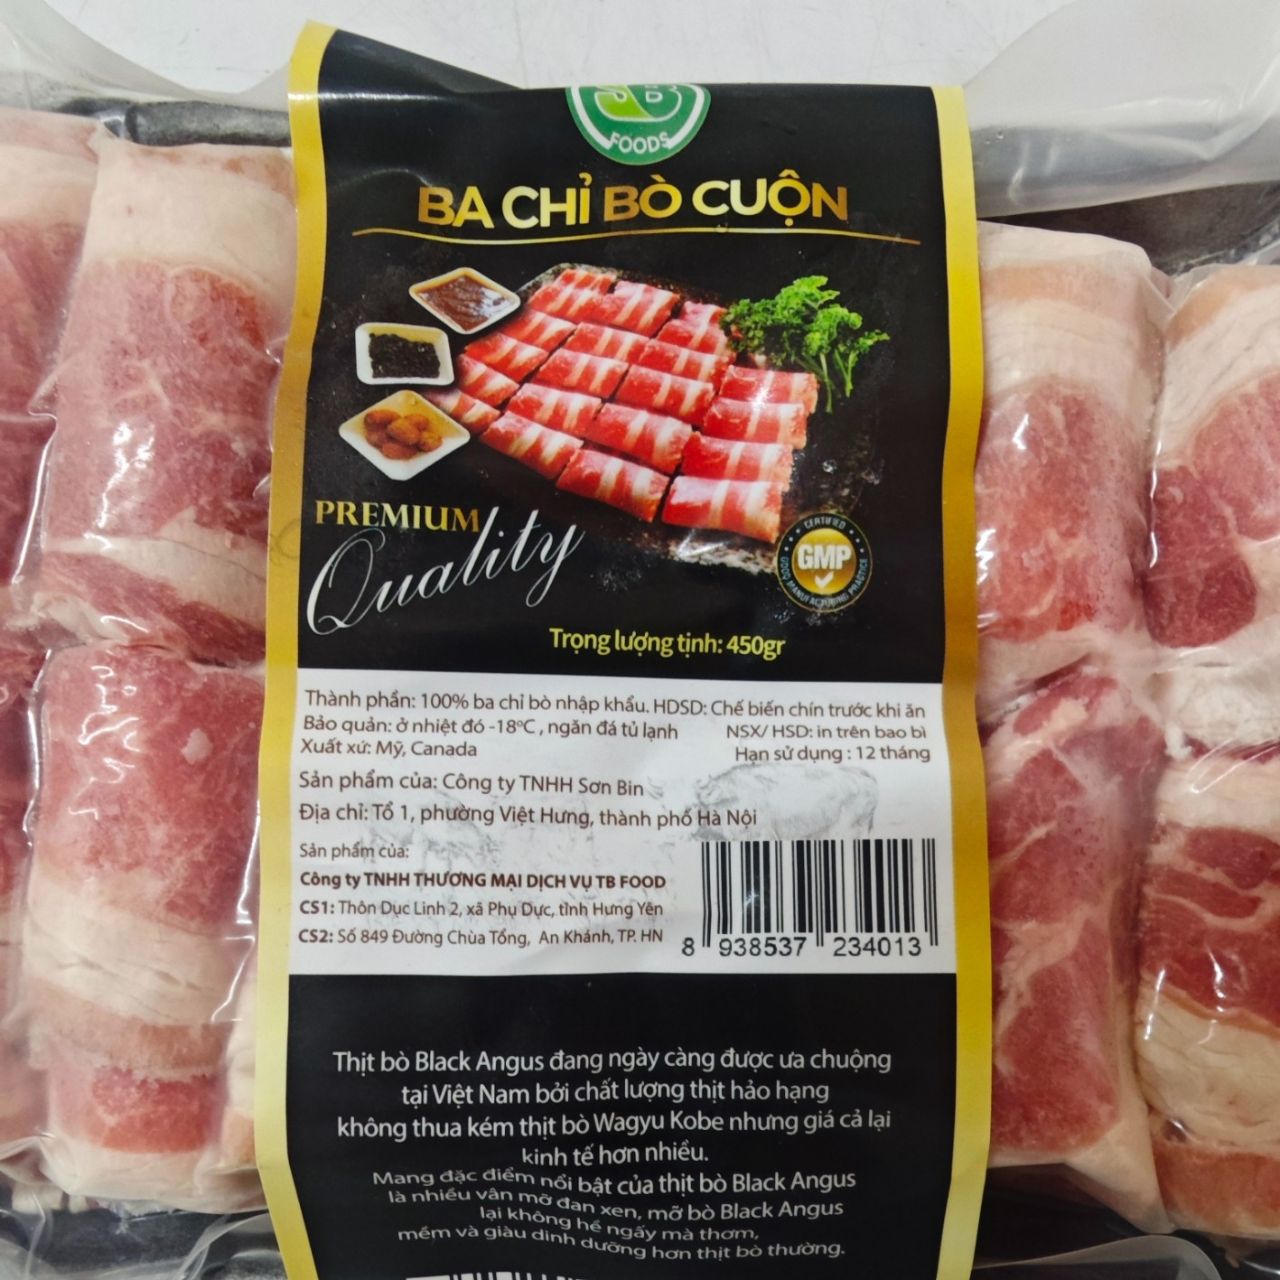 FOODS
BA CHỈ BÒ CUỘN
PREMIUM
Quality
CERTIFIED
GMP
GOOD MANUFACTURING PRACTICE
Trọng lượng tịnh: 450gr
Thành phần: 100% ba chỉ bò nhập khẩu. HDSD: Chế biến chín trước khi ăn
Bảo quản: ở nhiệt đó -18°C , ngăn đá tủ lạnh NSX/ HSD: in trên bao bì
Xuất xứ: Mỹ, Canada Hạn sử dụng : 12 tháng
Sản phẩm của: Công ty TNHH Sơn Bin
Địa chỉ: Tổ 1, phường Việt Hưng, thành phố Hà Nội
Sản phẩm của:
Công ty TNHH THƯƠNG MẠI DỊCH VỤ TB FOOD
CS1: Thôn Dục Linh 2, xã Phụ Dực, tỉnh Hưng Yên
CS2: Số 849 Đường Chùa Tổng, An Khánh, TP. HN
8 938537 234013
Thịt bò Black Angus đang ngày càng được ưa chuộng
tại Việt Nam bởi chất lượng thịt hảo hạng
không thua kém thịt bò Wagyu Kobe nhưng giá cả lại
kinh tế hơn nhiều.
Mang đặc điểm nổi bật của thịt bò Black Angus
là nhiều vân mỡ đan xen, mỡ bò Black Angus
lại không hề ngấy mà thơm,
mềm và giàu dinh dưỡng hơn thịt bò thường.